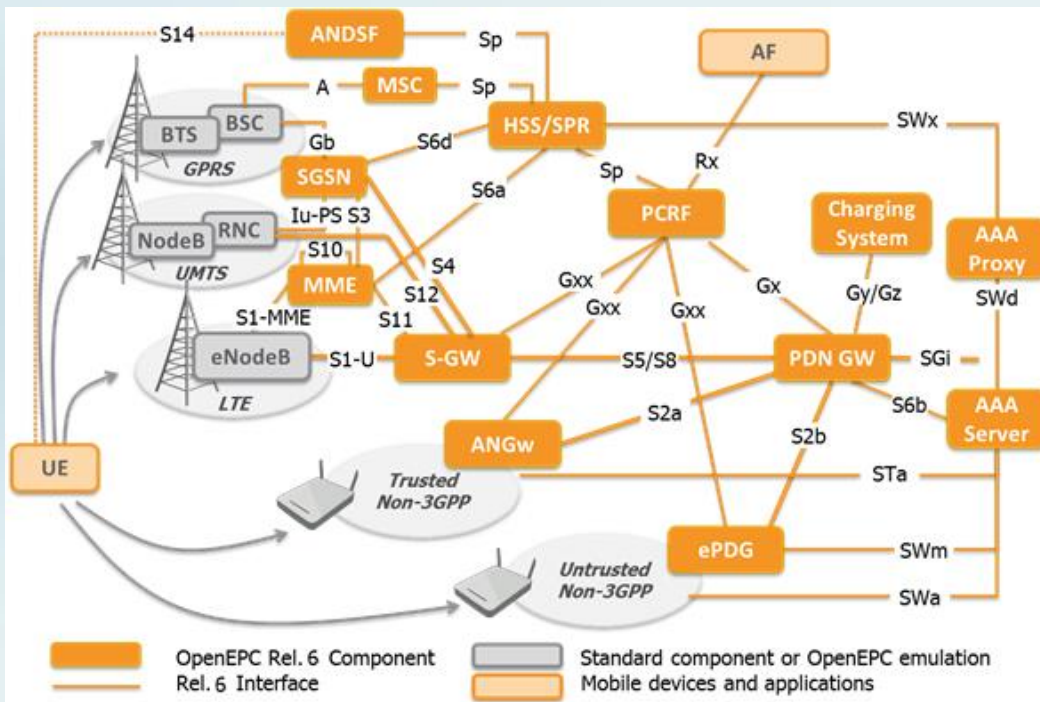 S14
ANDSF
Sp
AF
A
MSC
Sp
BSC
BTS
HSS/SPR
SWx
GPRS
Gb
S6d
Rx
SGSN
S6a
Sp
PCRF
Charging
System
AAA
Proxy
Iu-PS
S3
RNC
NodeB
UMTS
S10
MME
S4
S12
Gxx
Gxx
Gxx
Gx
Gy/Gz
SWd
S1-MME
S11
eNodeB
S1-U
S-GW
S5/S8
PDN GW
SGi
LTE
S2a
S6b
AAA
Server
ANGw
S2b
UE
Trusted
Non-3GPP
STa
ePDG
SWm
Untrusted
Non-3GPP
SWa
OpenEPC Rel. 6 Component
Rel. 6 Interface
Standard component or OpenEPC emulation
Mobile devices and applications